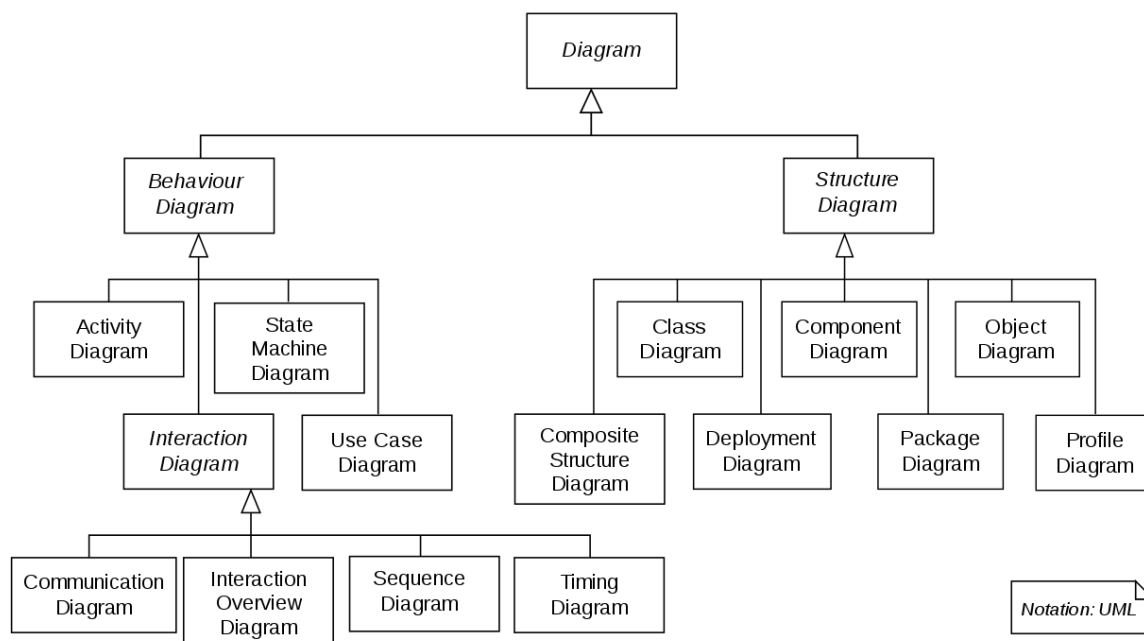 Diagram
Behaviour
Diagram
Structure
Diagram
Activity
Diagram
State
Machine
Diagram
Class
Diagram
Component
Diagram
Object
Diagram
Interaction
Diagram
Use Case
Diagram
Composite
Structure
Diagram
Deployment
Diagram
Package
Diagram
Profile
Diagram
Communication
Diagram
Interaction
Overview
Diagram
Sequence
Diagram
Timing
Diagram
Notation: UML